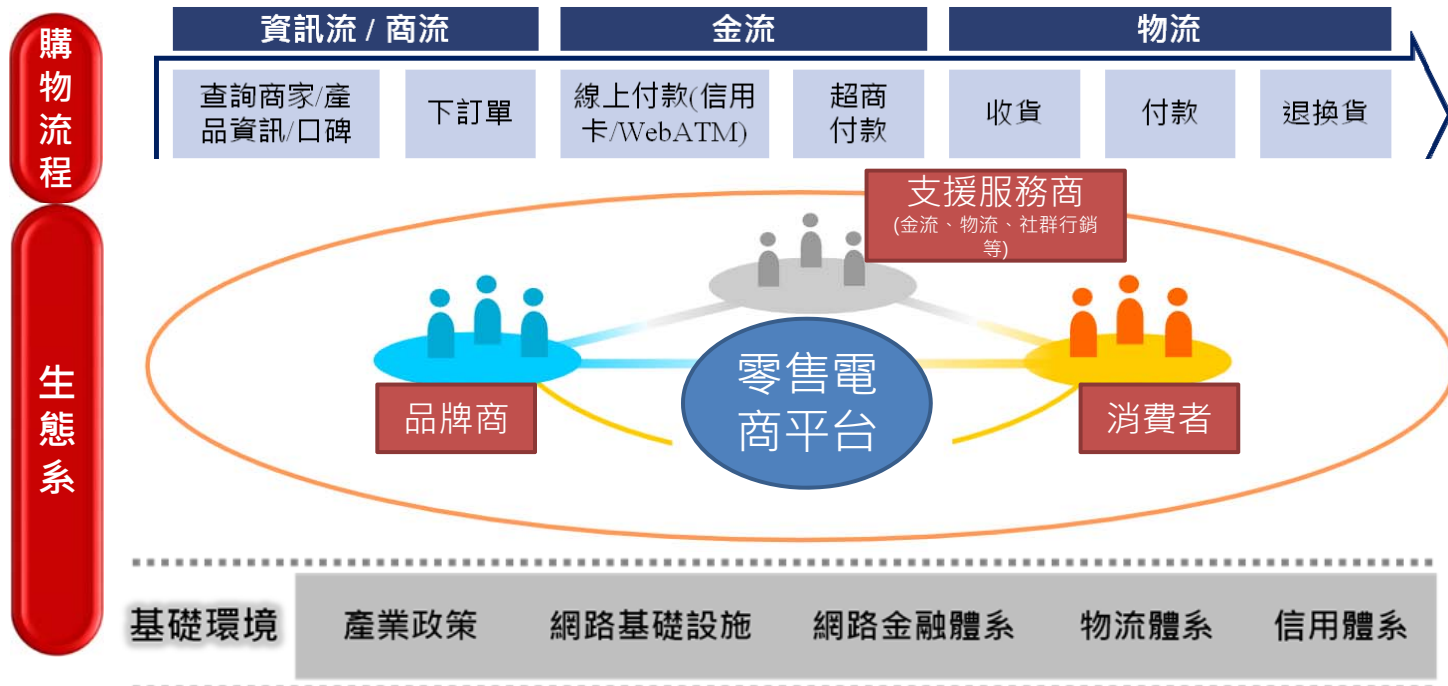 購物流程
資訊流 / 商流
金流
物流
查詢商家/產
品資訊/口碑
下訂單
線上付款(信用
卡/WebATM)
超商
付款
收貨
付款
退換貨
生態系
支援服務商
(金流、物流、社群行銷
等)
品牌商
零售電
商平台
消費者
基礎環境
產業政策
網路基礎設施
網路金融體系
物流體系
信用體系